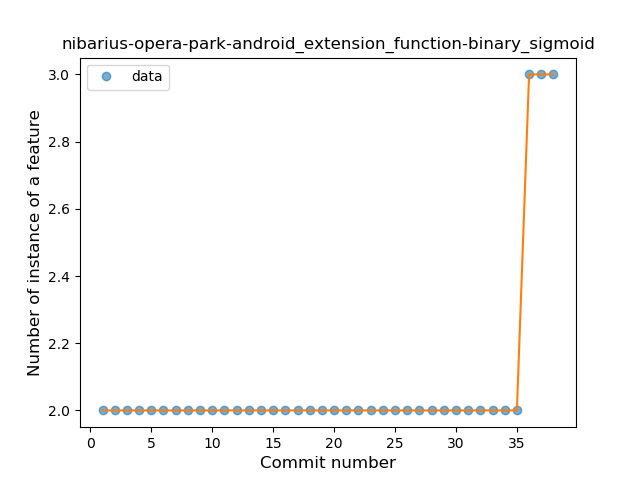 nibarius-opera-park-android_extension_function-binary_sigmoid
data
Number of instance of a feature
3.0
2.8
2.6
2.4
2.2
2.0
0 5 10 15 20 25 30 35
Commit number